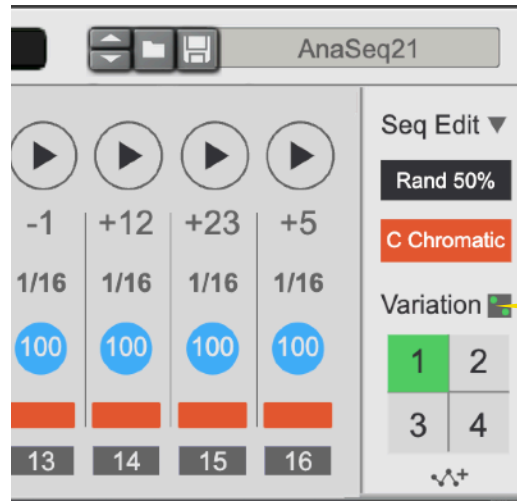 AnaSeq21
Seq Edit
Rand 50%
-1 +12 +23 +5
C Chromatic
1/16 1/16 1/16 1/16
Variation
100 100 100 100
1 2
3 4
13 14 15 16